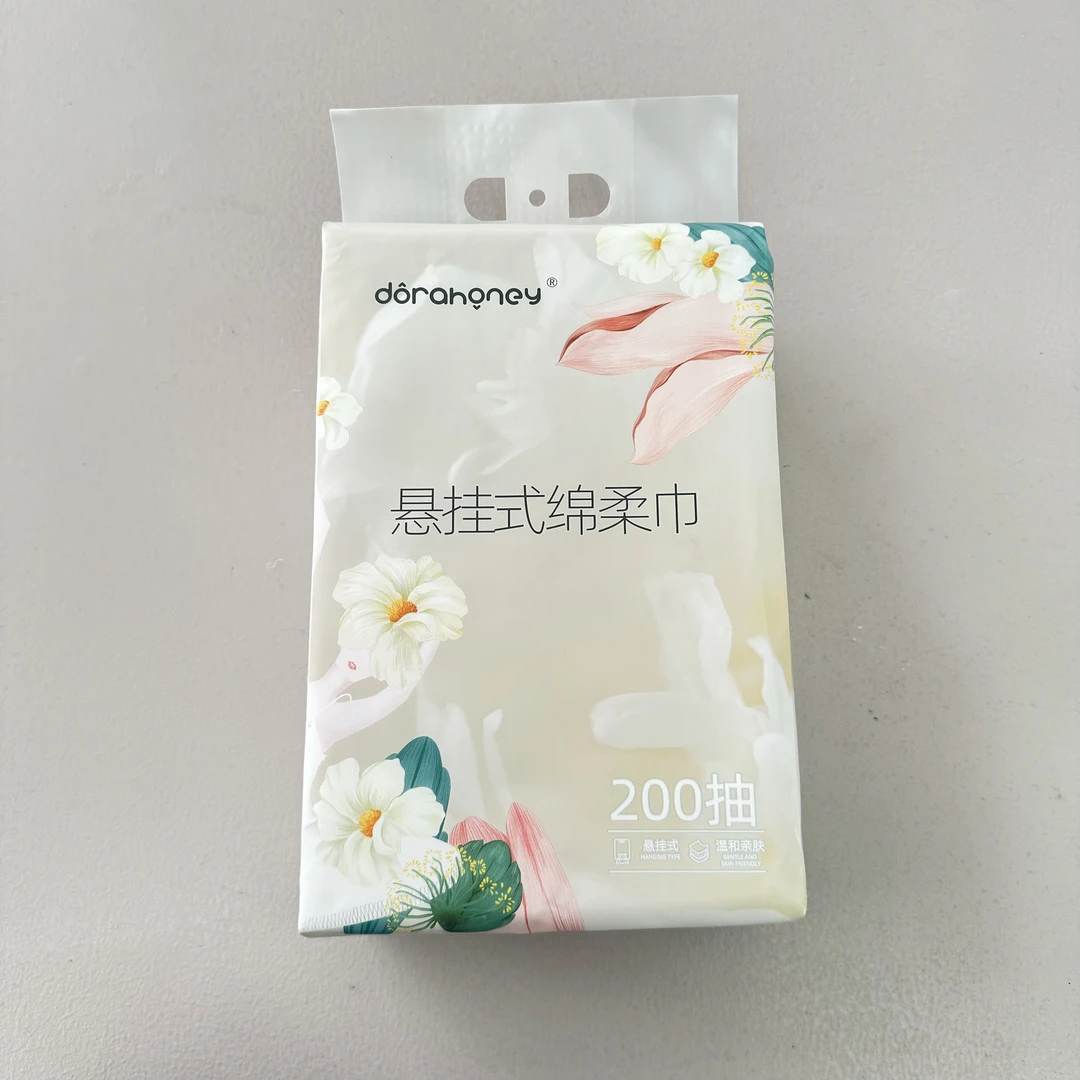 dôrahoney®
悬挂式绵柔巾
200抽
悬挂式
HANGING TYPE
温和亲肤
GENTLE AND
SKIN FRIENDLY